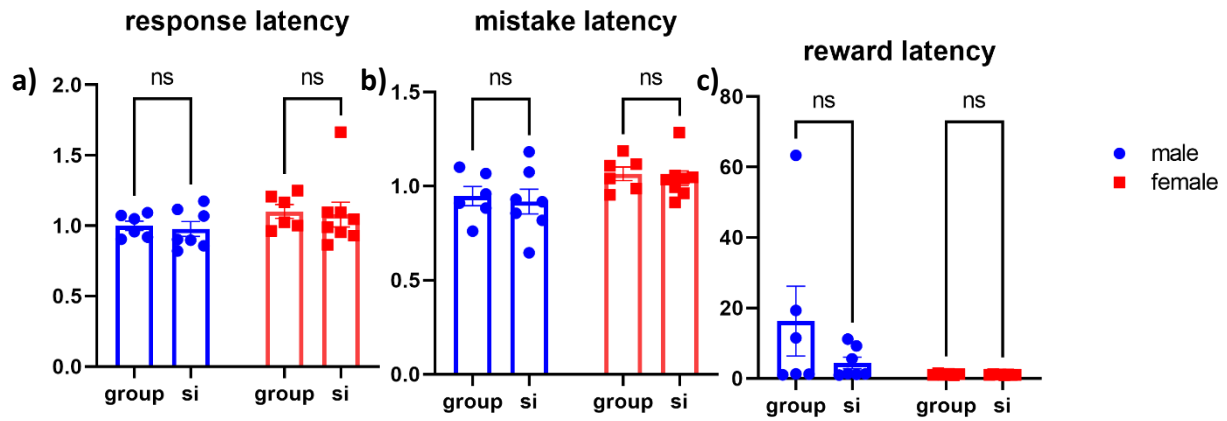 response latency
mistake latency
reward latency
a)
ns
ns
2.0
1.5
1.0
0.5
0.0
group
si
group
si
b)
ns
ns
1.5
1.0
0.5
0.0
group
si
group
si
c)
ns
ns
80
60
40
20
0
group
si
group
si
male
female